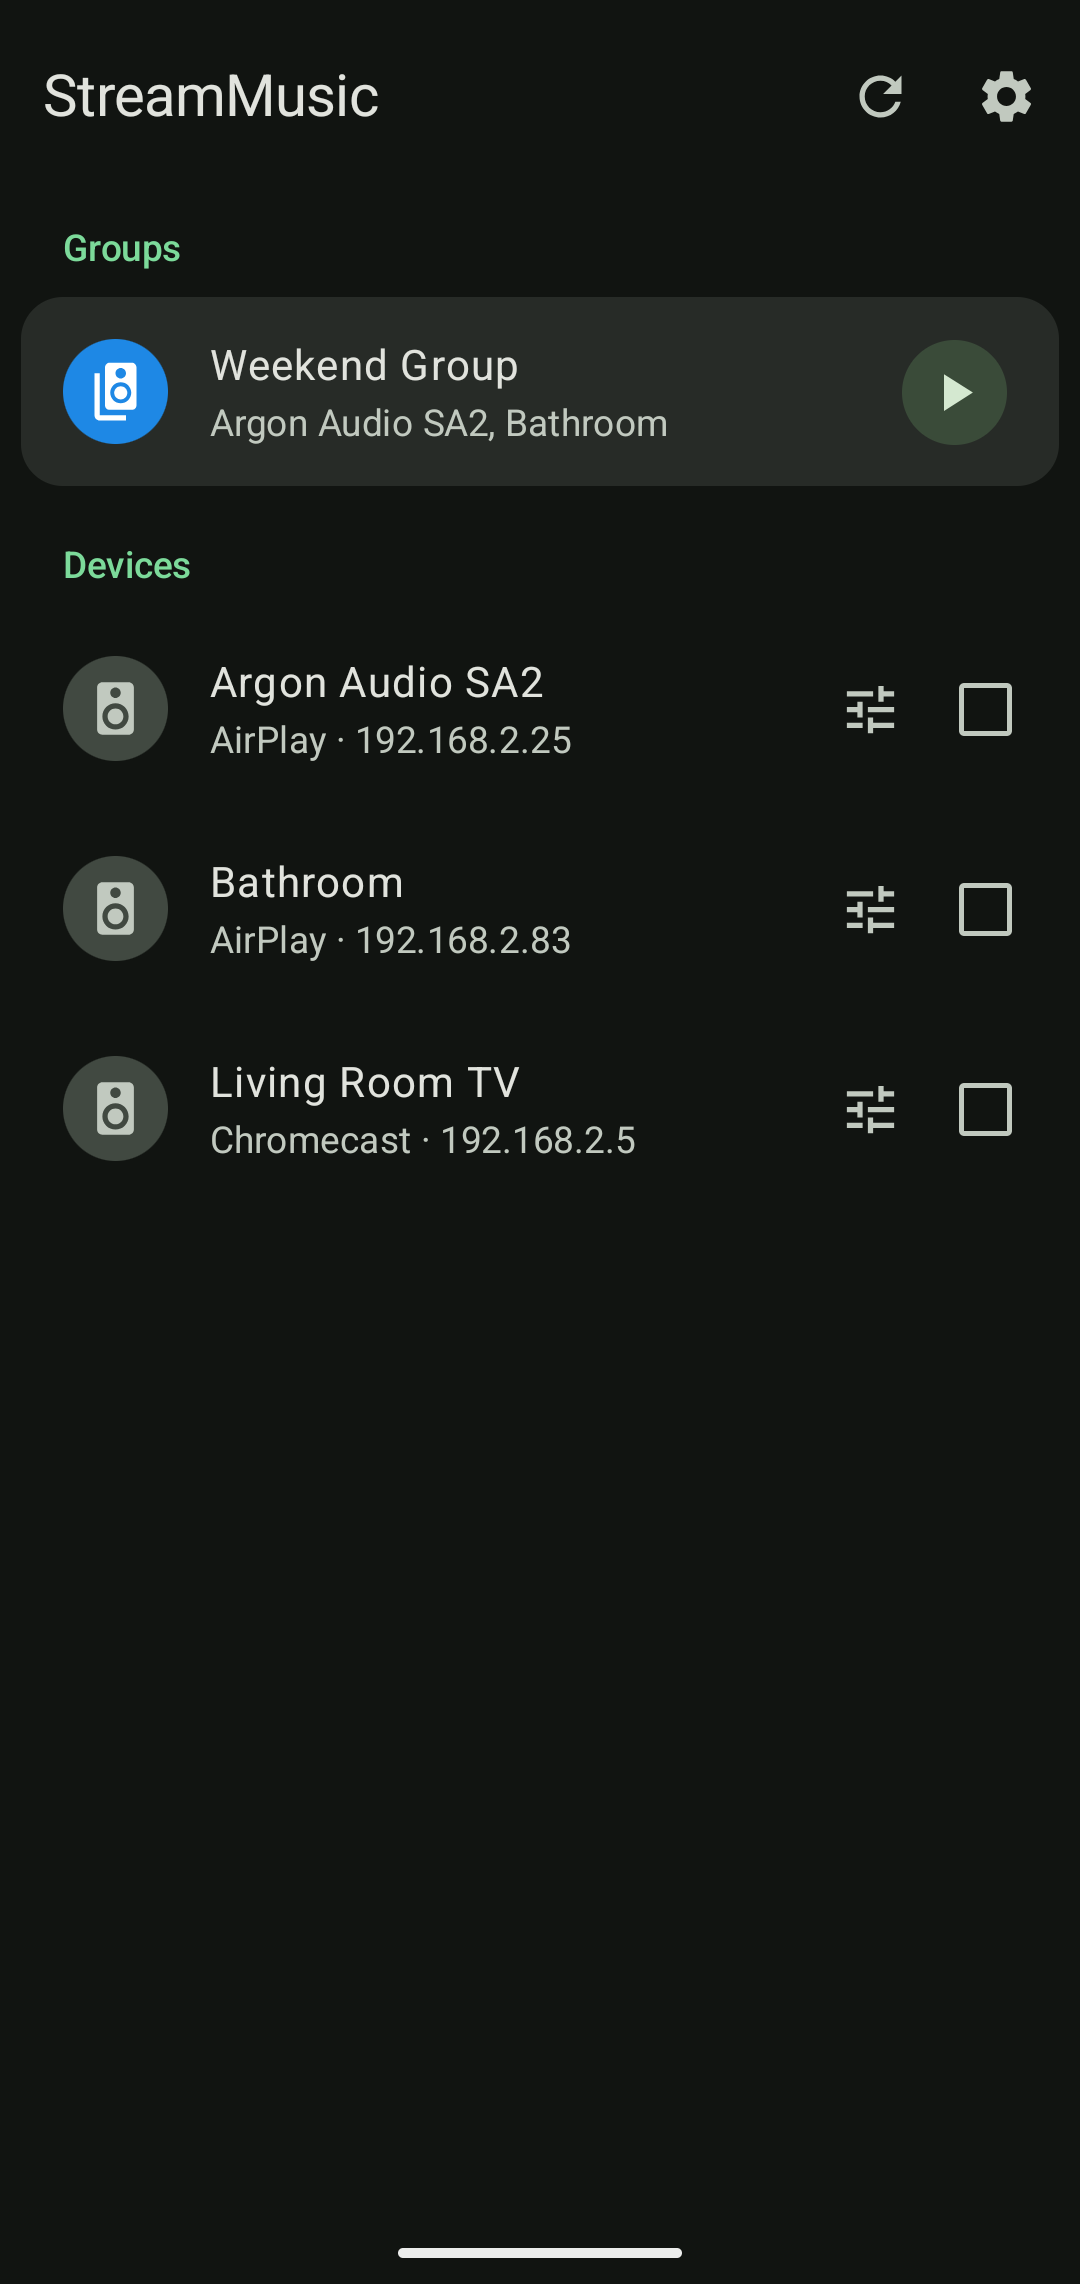 StreamMusic
Groups
Weekend Group
Argon Audio SA2, Bathroom
Devices
Argon Audio SA2
AirPlay · 192.168.2.25
Bathroom
AirPlay · 192.168.2.83
Living Room TV
Chromecast · 192.168.2.5